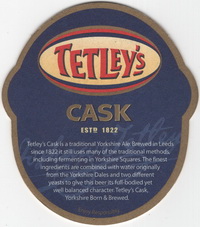 TETLEY'S
CASK
ESTD 1822
Tetley's Cask is a traditional Yorkshire Ale. Brewed in Leeds
since 1822 it still uses many of the traditional methods,
including fermenting in Yorkshire Squares. The finest
ingredients are combined with water originally
from the Yorkshire Dales and two different
yeasts to give this beer its full-bodied yet
well balanced character. Tetley's Cask,
Yorkshire Born & Brewed.